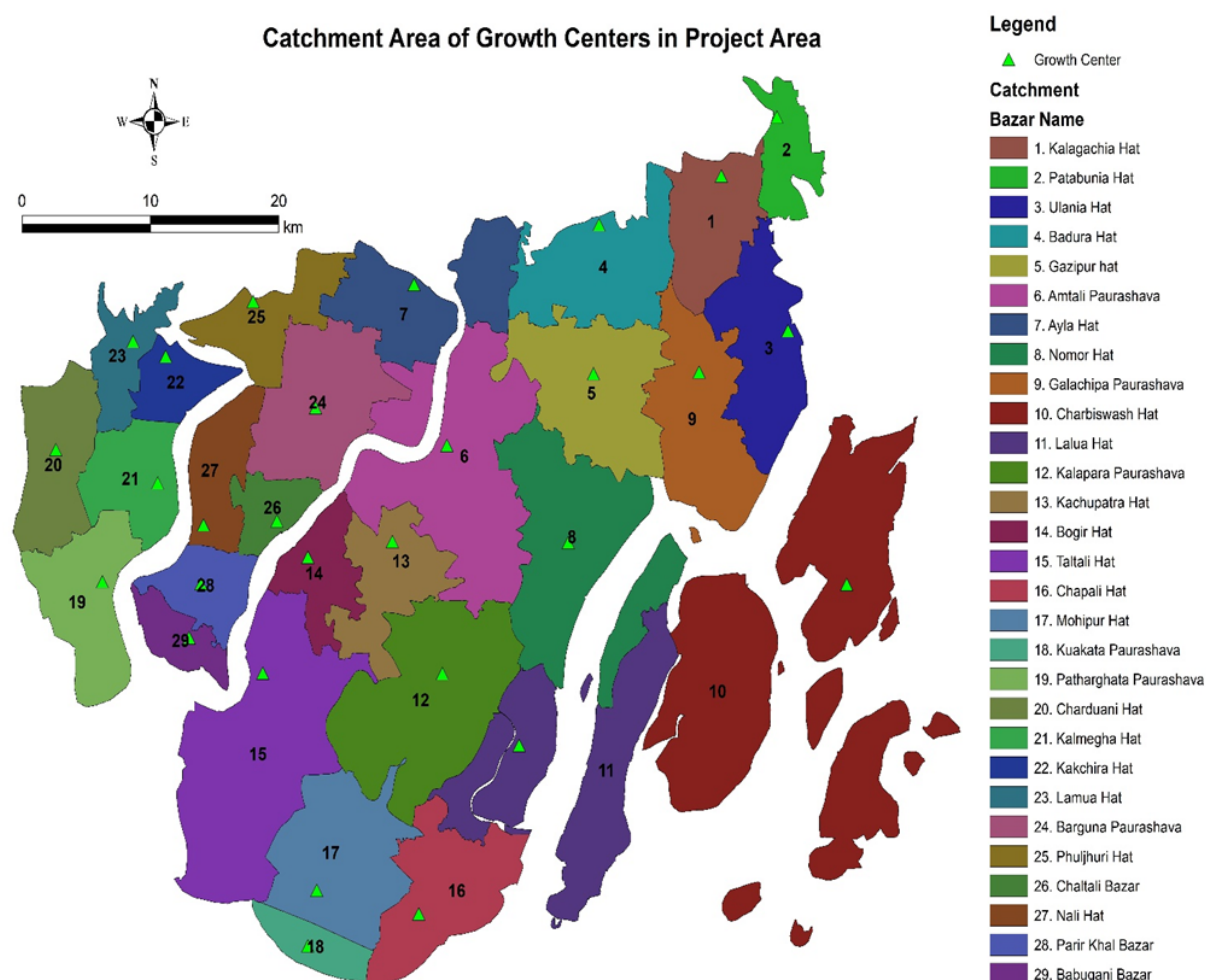 Catchment Area of Growth Centers in Project Area
N
W E
S
0 10 20
km
Legend
Growth Center
Catchment
Bazar Name
1. Kalagachia Hat
2. Patabunia Hat
3. Ulania Hat
4. Badura Hat
5. Gazipur hat
6. Amtali Paurashava
7. Ayla Hat
8. Nomor Hat
9. Galachipa Paurashava
10. Charbiswash Hat
11. Lalua Hat
12. Kalapara Paurashava
13. Kachupatra Hat
14. Bogir Hat
15. Taltali Hat
16. Chapali Hat
17. Mohipur Hat
18. Kuakata Paurashava
19. Patharghata Paurashava
20. Charduani Hat
21. Kalmegha Hat
22. Kakchira Hat
23. Lamua Hat
24. Barguna Paurashava
25. Phuljhuri Hat
26. Chaltali Bazar
27. Nali Hat
28. Parir Khal Bazar
29. Babuganj Bazar
2
1
4
7
25
3
23
22
5
24
9
6
20
27
21
26
8
13
14
28
19
29
10
12
15
11
17
16
18